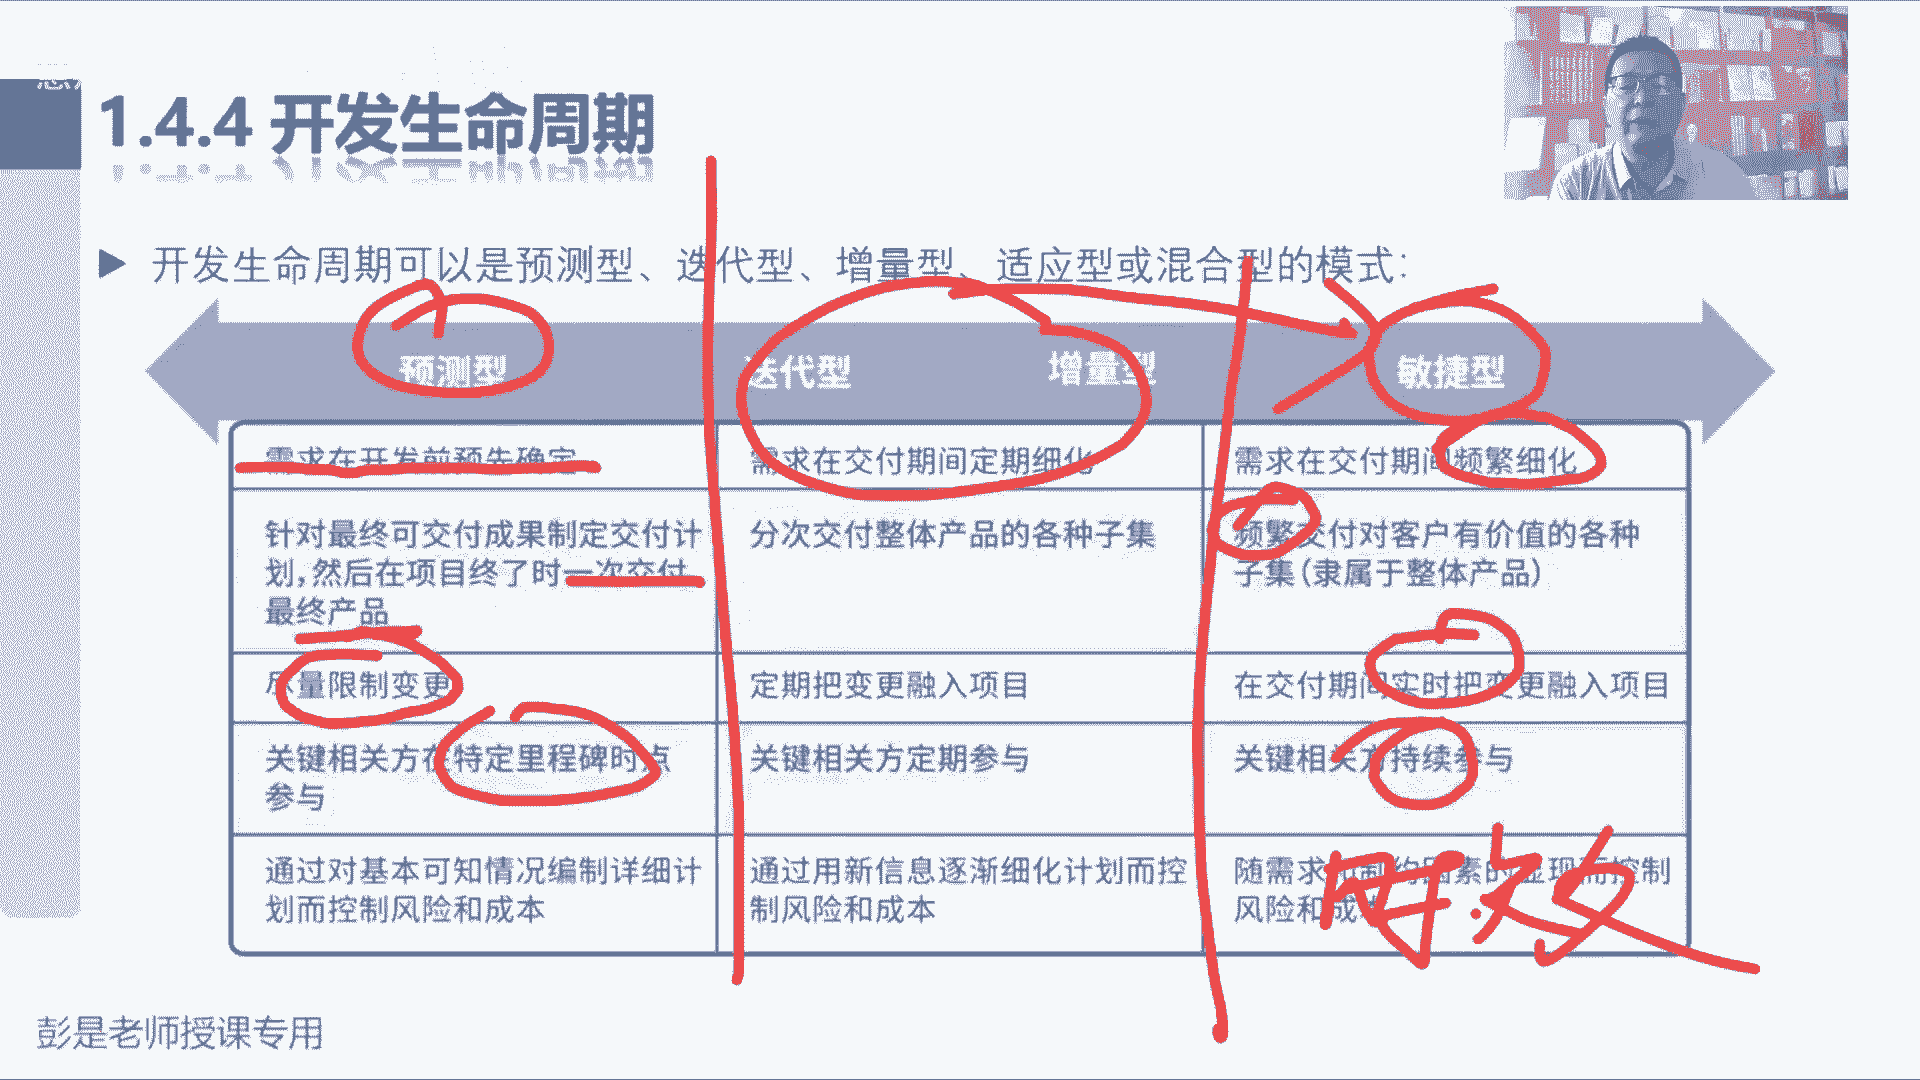 1.4.4 开发生命周期
开发生命周期可以是预测型、迭代型、增量型、适应型或混合型的模式：
预测型 迭代型 增量型 敏捷型
需求在开发前预先确定
需求在交付期间定期细化
需求在交付期间频繁细化
针对最终可交付成果制定交付计
划，然后在项目终了时一次交付
最终产品
分次交付整体产品的各种子集
频繁交付对客户有价值的各种
子集（隶属于整体产品）
尽量限制变更
定期把变更融入项目
在交付期间实时把变更融入项目
关键相关方在特定里程碑时点
参与
关键相关方定期参与
关键相关方持续参与
通过对基本可知情况编制详细计
划而控制风险和成本
通过用新信息逐渐细化计划而控
制风险和成本
随需求和制约因素的显现而控制
风险和成本
彭是老师授课专用